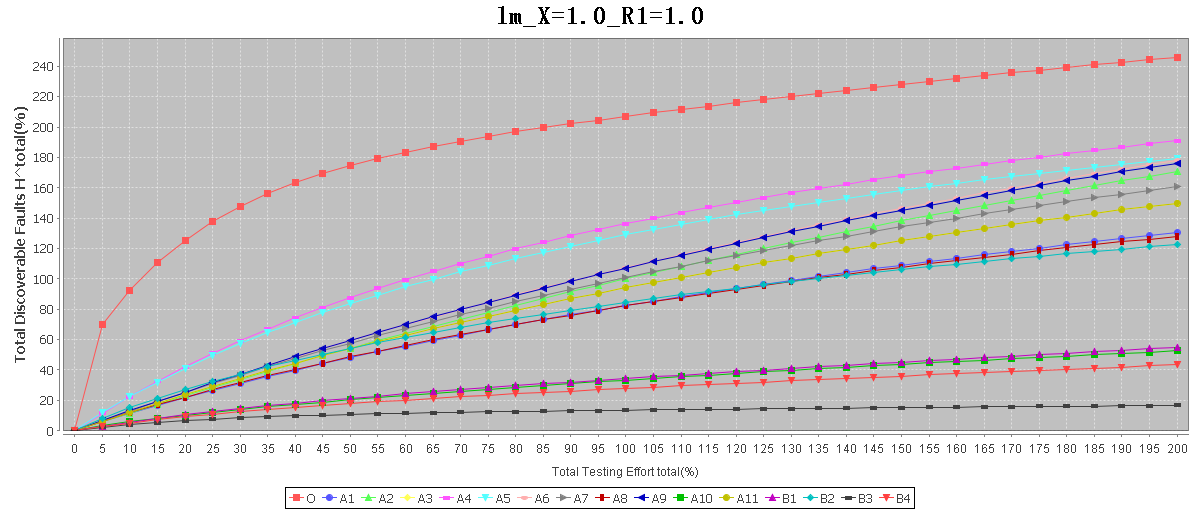 lm_X=1.0_R1=1.0
Total Discoverable Faults H^total(%)
240
220
200
180
160
140
120
100
80
60
40
20
0
0 5 10 15 20 25 30 35 40 45 50 55 60 65 70 75 80 85 90 95 100 105 110 115 120 125 130 135 140 145 150 155 160 165 170 175 180 185 190 195 200
Total Testing Effort total(%)
O A1 A2 A3 A4 A5 A6 A7 A8 A9 A10 A11 B1 B2 B3 B4